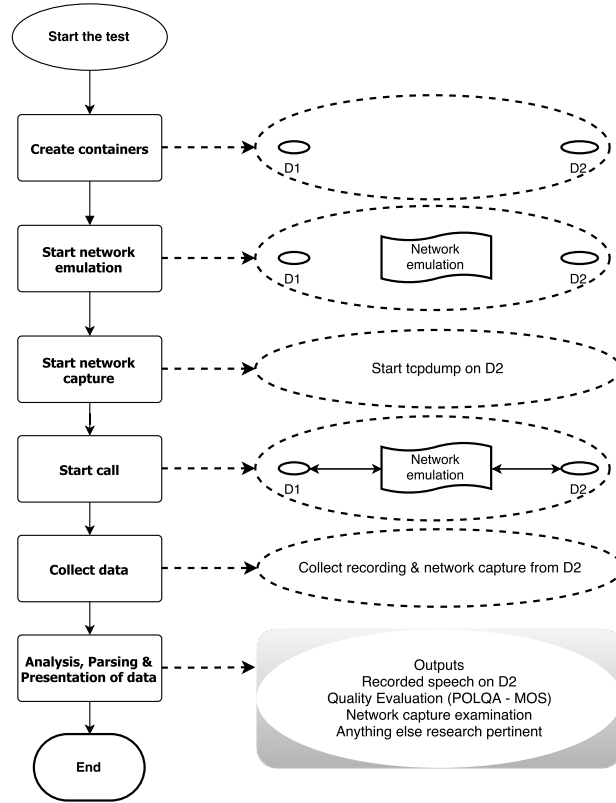 Start the test
Create containers
D1
D2
Start network
emulation
Network
emulation
D1
D2
Start network
capture
Start tcpdump on D2
Start call
Network
emulation
D1
D2
Collect data
Collect recording & network capture from D2
Analysis, Parsing &
Presentation of data
Outputs
Recorded speech on D2
Quality Evaluation (POLQA - MOS)
Network capture examination
Anything else research pertinent
End